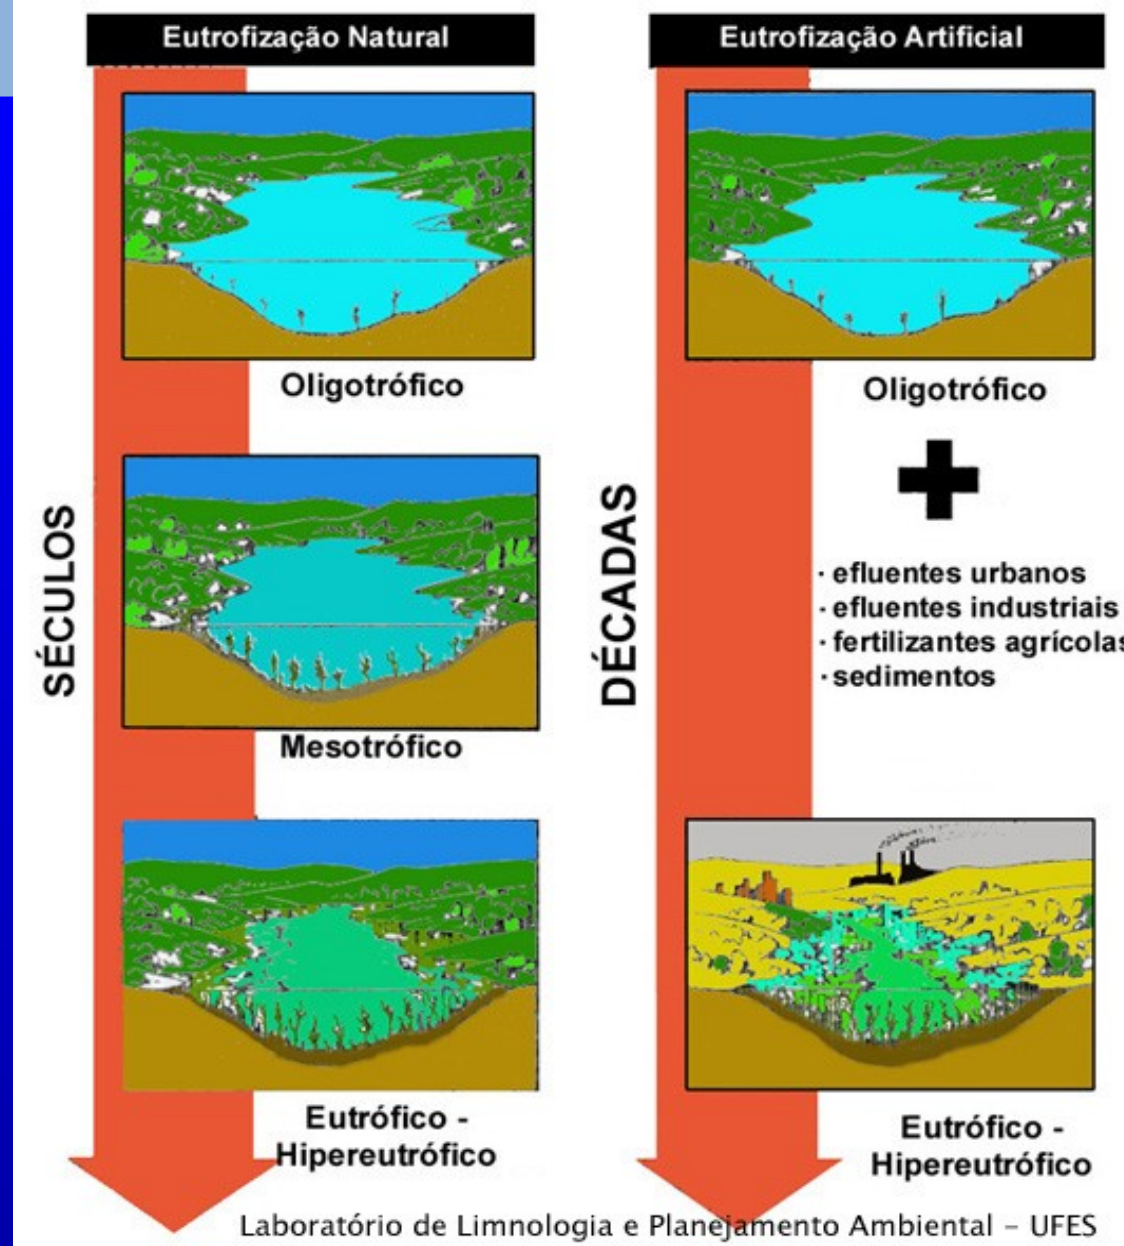 Eutrofização Natural
SÉCULOS
Oligotrófico
Mesotrófico
Eutrófico -
Hipereutrófico
Eutrofização Artificial
DÉCADAS
Oligotrófico
· efluentes urbanos
· efluentes industriais
· fertilizantes agrícolas
· sedimentos
Eutrófico -
Hipereutrófico
Laboratório de Limnologia e Planejamento Ambiental - UFES